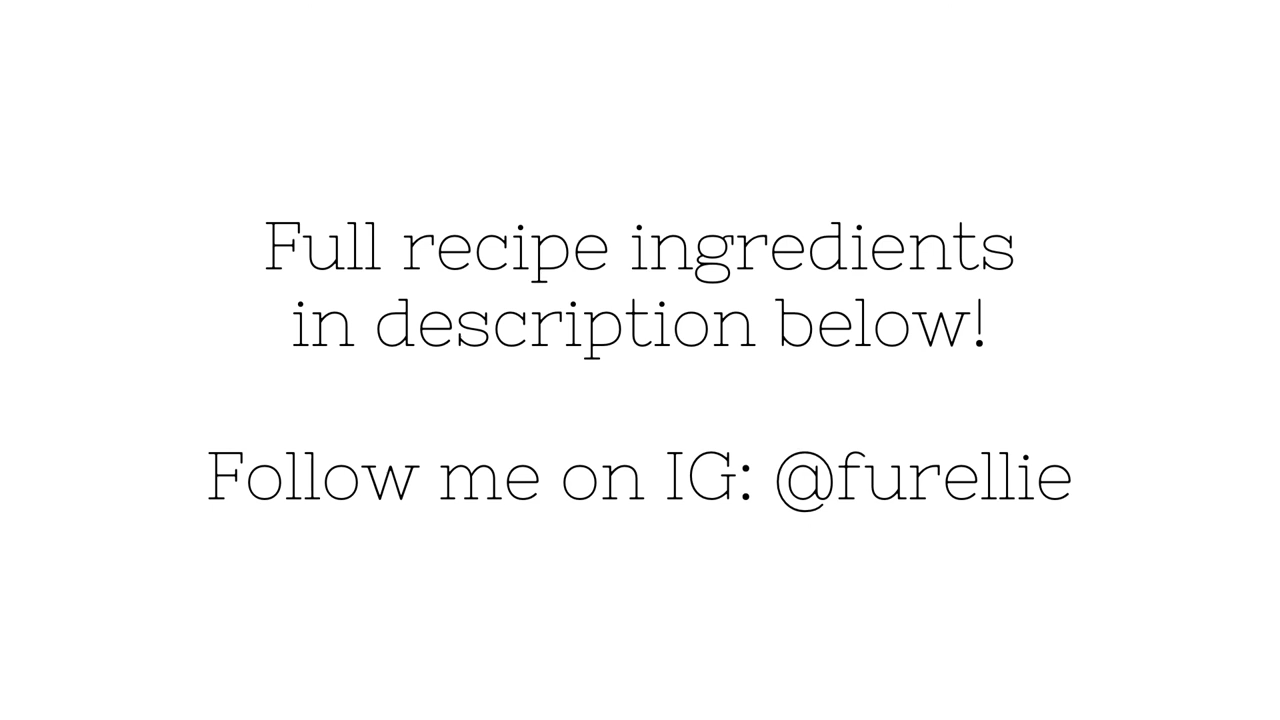 Full recipe ingredients
in description below!
Follow me on IG: @furellie